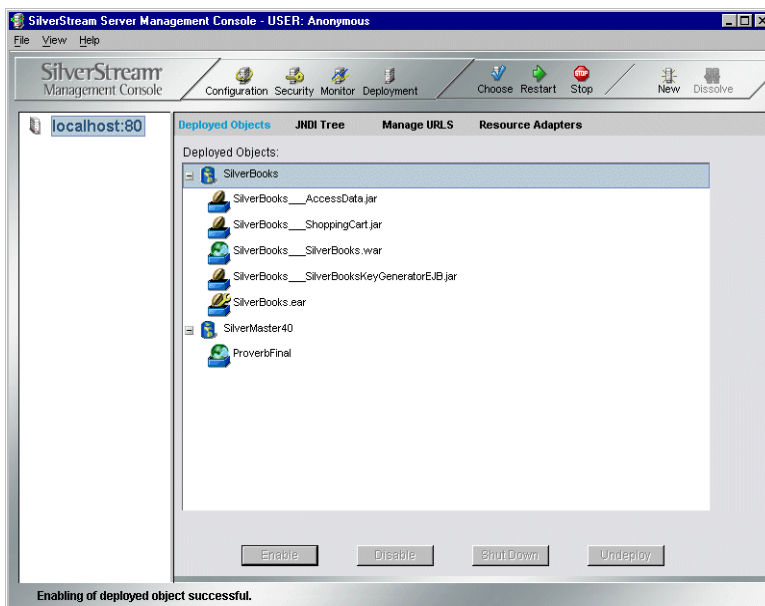 SilverStream Server Management Console - USER: Anonymous
File View Help
SilverStream
Management Console
Configuration Security Monitor Deployment Choose Restart Stop New Dissolve
STOP
localhost:80
Deployed Objects JNDI Tree Manage URLS Resource Adapters
Deployed Objects:
SilverBooks
SilverBooks___AccessData.jar
SilverBooks___ShoppingCart.jar
SilverBooks___SilverBooks.war
SilverBooks___SilverBooksKeyGeneratorEJB.jar
SilverBooks.ear
SilverMaster40
ProverbFinal
Enable Disable Shut Down Undeploy
Enabling of deployed object successful.